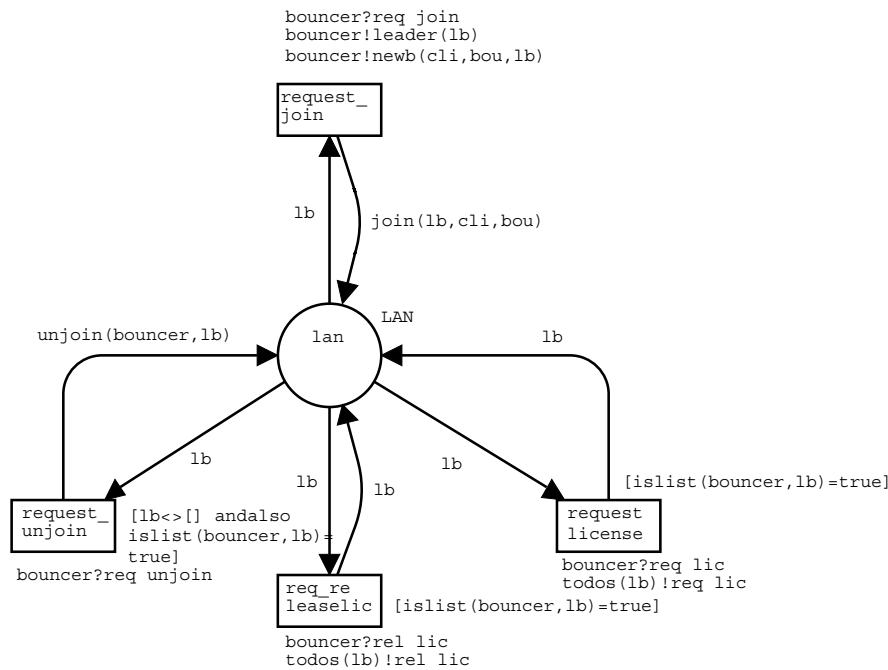 bouncer?req join
bouncer!leader(lb)
bouncer!newb(cli,bou,lb)
request_
join
lb
join(lb,cli,bou)
LAN
lan
unjoin(bouncer,lb)
lb
lb
lb
lb
lb
[islist(bouncer,lb)=true]
request_
unjoin
[lb<>[] andalso
islist(bouncer,lb)=
true]
bouncer?req unjoin
request
license
bouncer?req lic
todos(lb)!req lic
req_re
leaselic
[islist(bouncer,lb)=true]
bouncer?rel lic
todos(lb)!rel lic